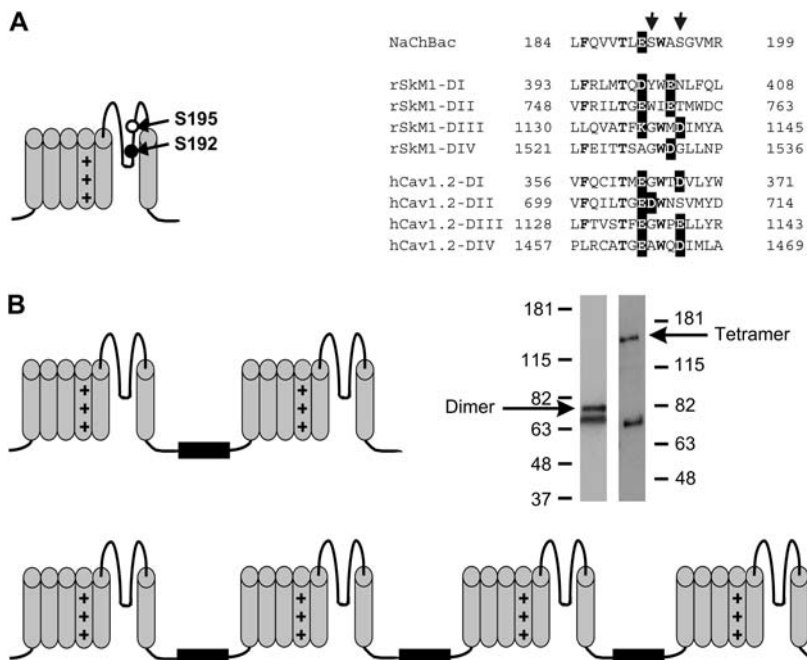 A
S195
S192
+
+
+
NaChBac 184 LFQVVTLESWASGVMR 199
rSkM1-DI 393 LFRLMTQDYWENLFQL 408
rSkM1-DII 748 VFRILTGEWIETMWDC 763
rSkM1-DIII 1130 LLQVATFKGWMDIMYA 1145
rSkM1-DIV 1521 LFEITTSAGWDGLLNP 1536
hCav1.2-DI 356 VFQCITMEGWTDVLYW 371
hCav1.2-DII 699 VFQILTGEDWNSVMYD 714
hCav1.2-DIII 1128 LFTVSTFEGWPELLYR 1143
hCav1.2-DIV 1457 PLRCATGEAWQDIMLA 1469
B
+ +
+ +
+ +
181
115
82
63
48
37
Dimer
181
115
82
63
48
Tetramer
+ + + +
+ + + +
+ + + +